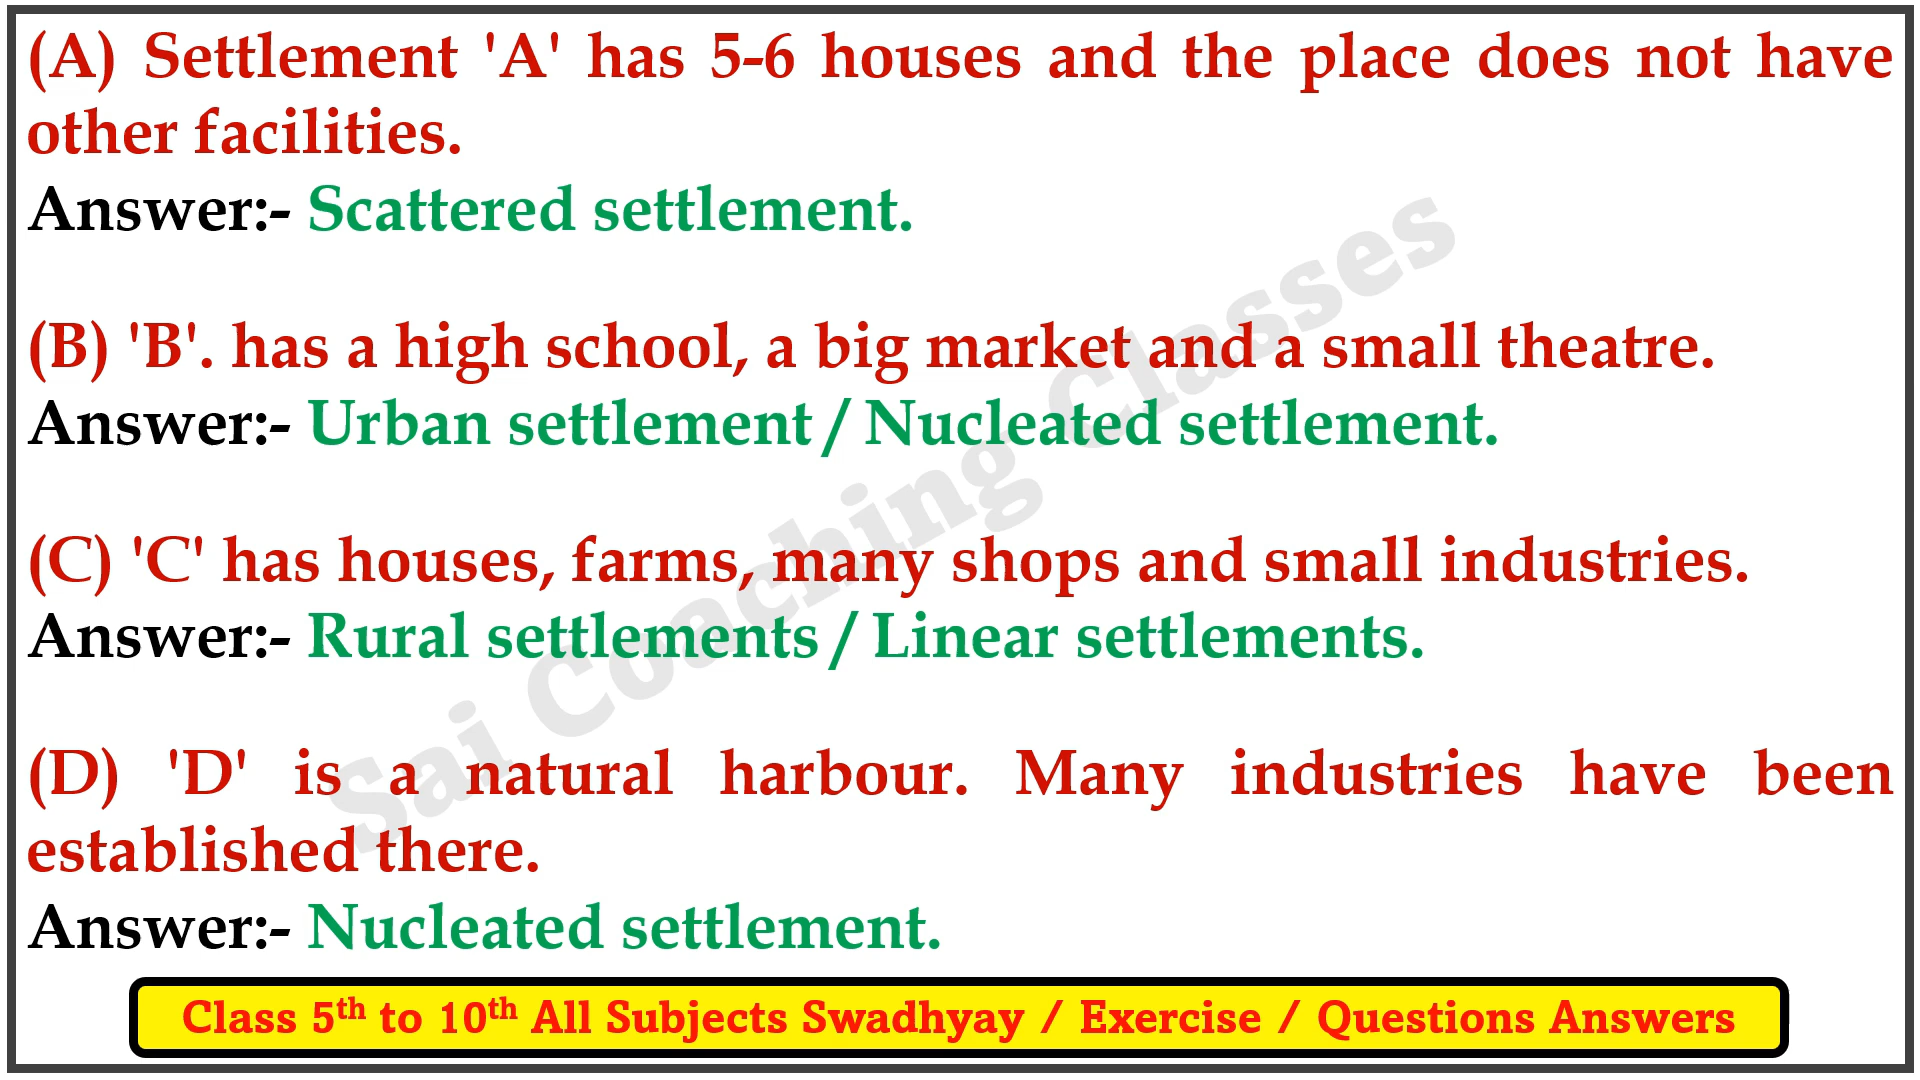 (A) Settlement 'A' has 5-6 houses and the place does not have
other facilities.
Answer:- Scattered settlement.
(B) 'B'. has a high school, a big market and a small theatre.
Answer:- Urban settlement / Nucleated settlement.
(C) 'C' has houses, farms, many shops and small industries.
Answer:- Rural settlements / Linear settlements.
(D) 'D' is a natural harbour. Many industries have been
established there.
Answer:- Nucleated settlement.
Sai Coaching Classes
Class 5th to 10th All Subjects Swadhyay / Exercise / Questions Answers